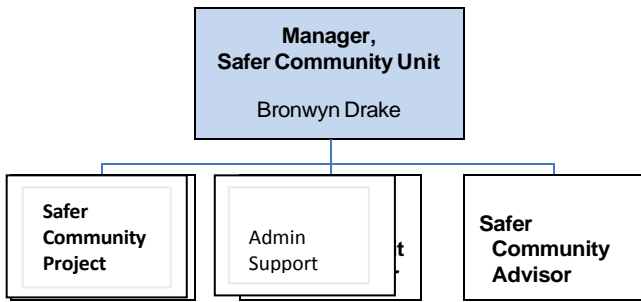 Manager,
Safer Community Unit
Bronwyn Drake
Safer
Community
Project
Admin
Support
Safer
Community
Advisor